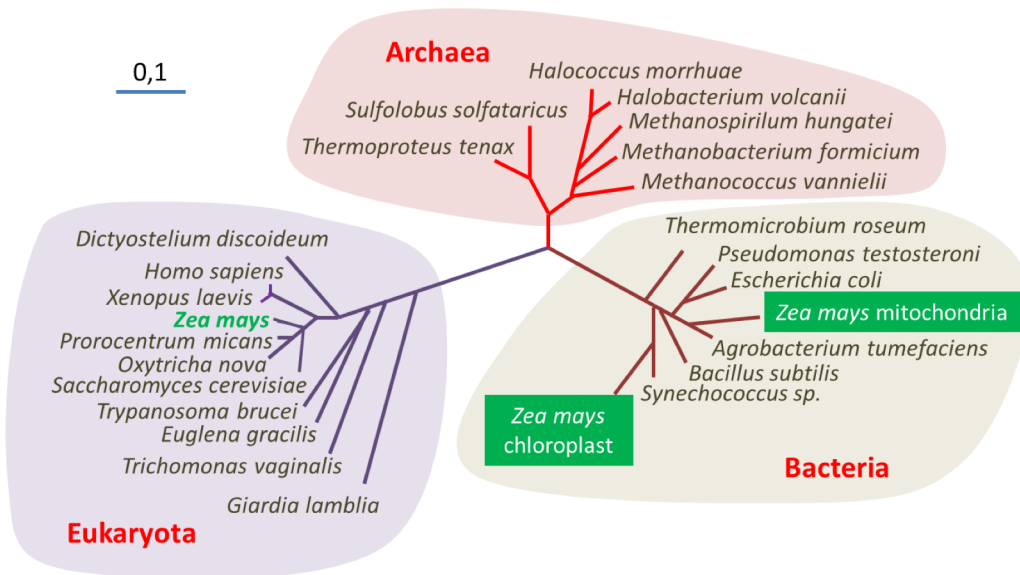 Archaea
0,1
Halococcus morrhuae
Halobacterium volcanii
Sulfolobus solfataricus
Methanospirilum hungatei
Thermoproteus tenax
Methanobacterium formicium
Methanococcus vannielii
Thermomicrobium roseum
Dictyostelium discoideum
Pseudomonas testosteroni
Homo sapiens
Escherichia coli
Xenopus laevis
Zea mays
Zea mays mitochondria
Prorocentrum micans
Agrobacterium tumefaciens
Oxytricha nova
Bacillus subtilis
Saccharomyces cerevisiae
Synechococcus sp.
Trypanosoma brucei
Zea mays
chloroplast
Euglena gracilis
Trichomonas vaginalis
Bacteria
Giardia lamblia
Eukaryota